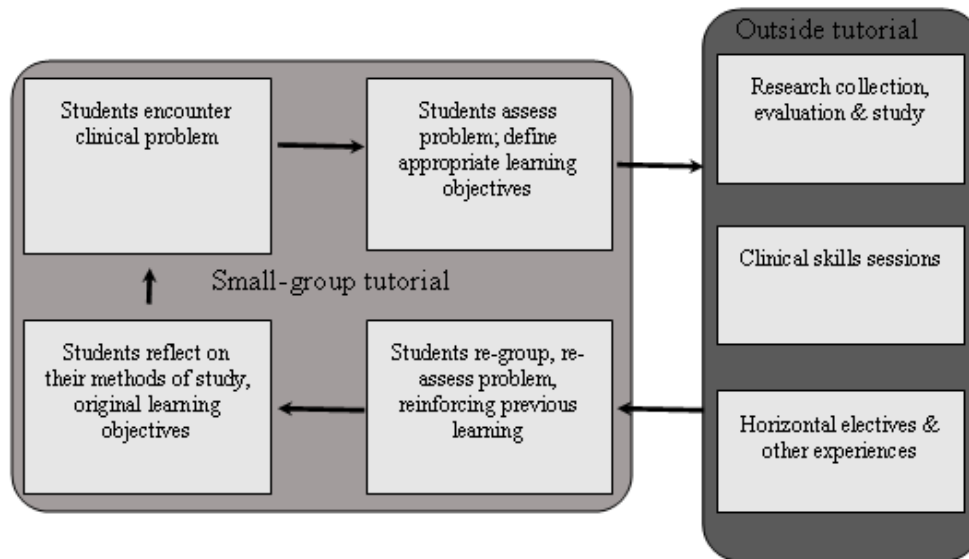 Outside tutorial
Students encounter
clinical problem
Students assess
problem; define
appropriate learning
objectives
Research collection,
evaluation & study
Clinical skills sessions
Small-group tutorial
Students reflect on
their methods of study,
original learning
objectives
Students re-group, re-
assess problem,
reinforcing previous
learning
Horizontal electives &
other experiences